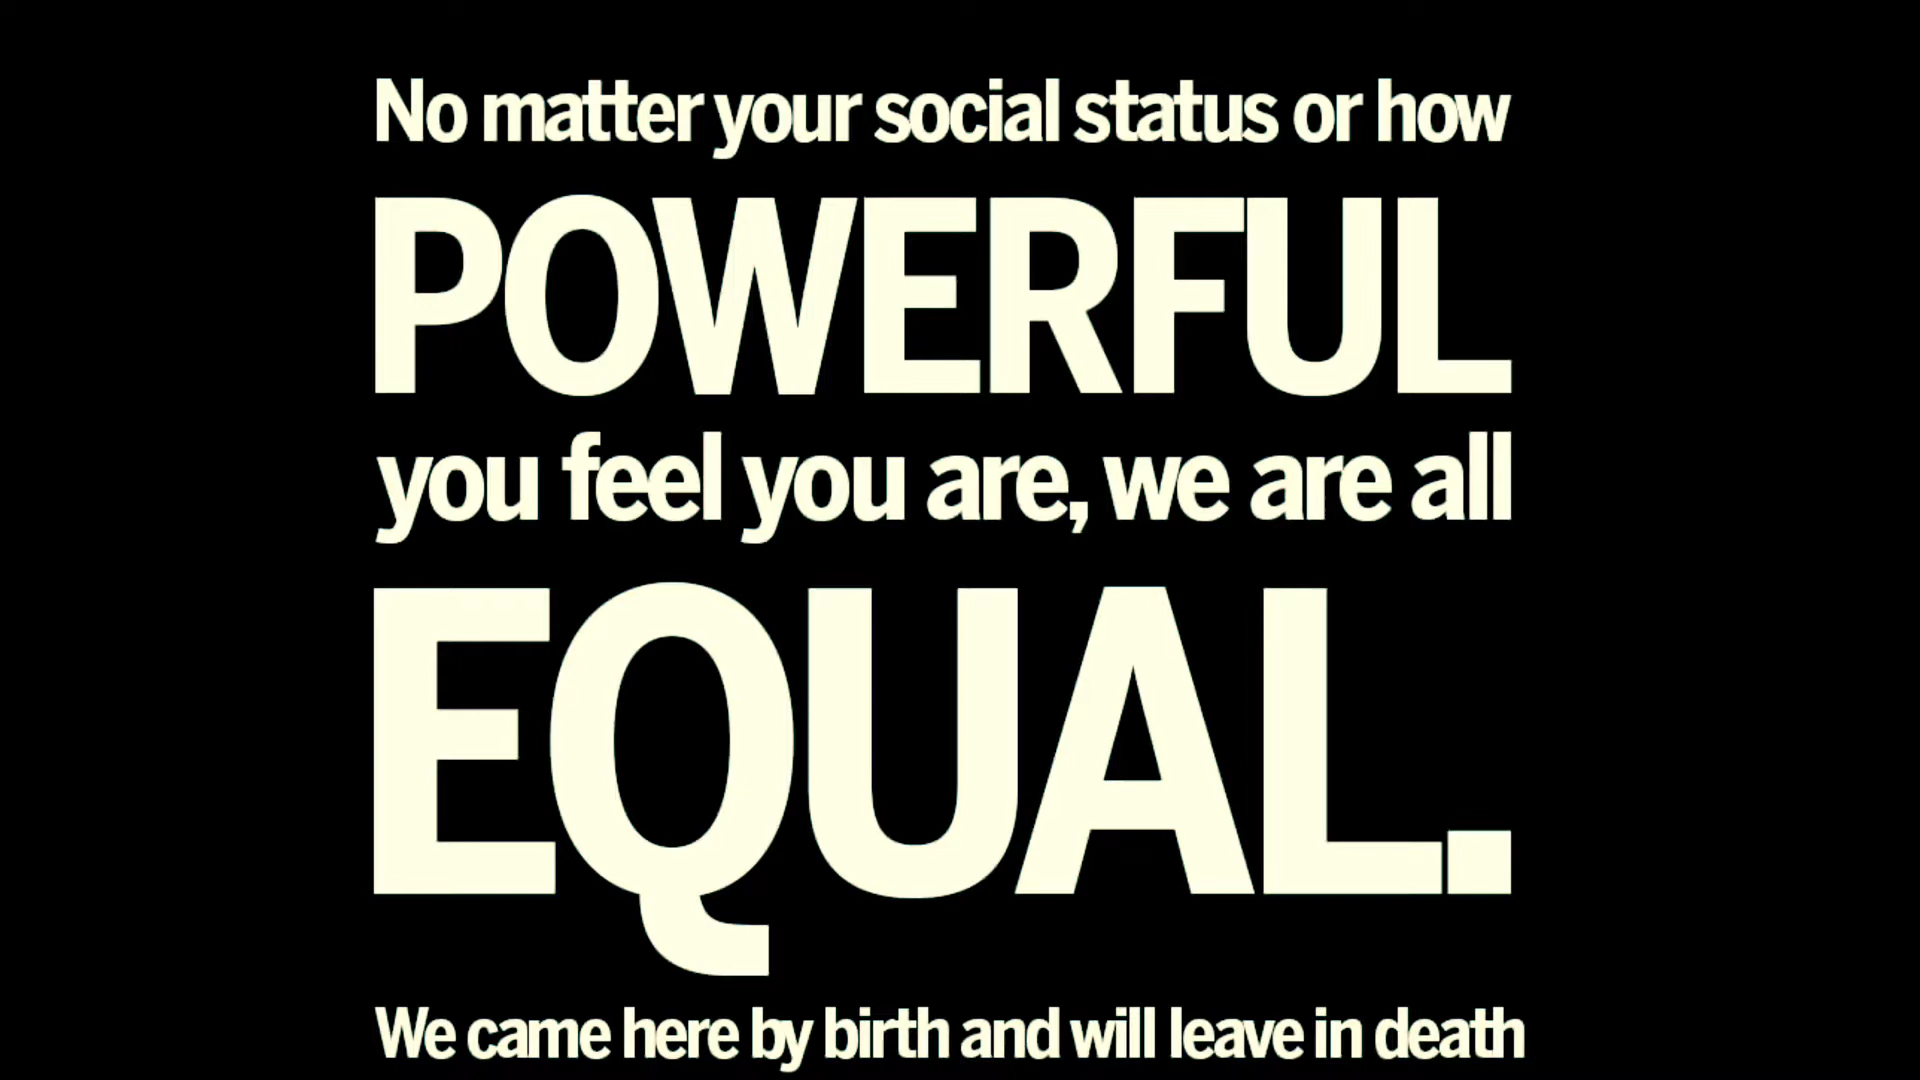 No matter your social status or how
POWERFUL
you feel you are, we are all
EQUAL.
We came here by birth and will leave in death